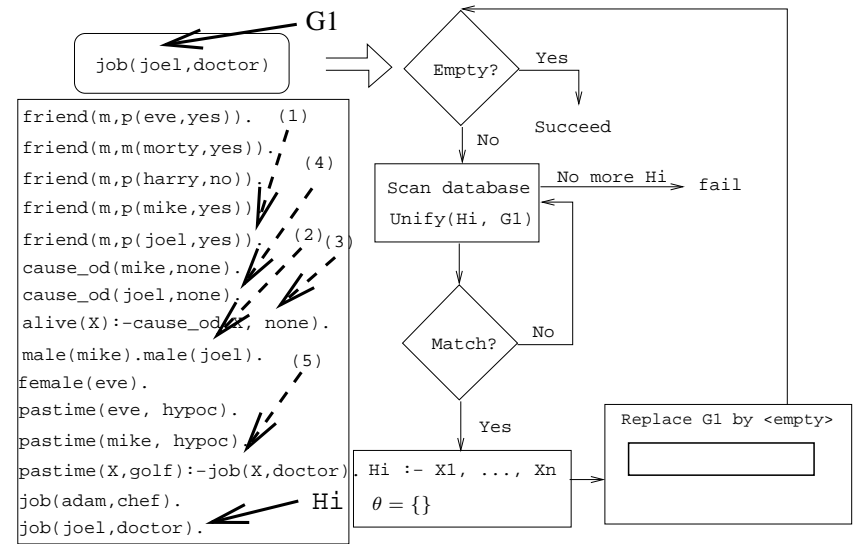 G1
job(joel,doctor)
friend(m,p(eve,yes)). (1)
friend(m,m(morty,yes)).
(4)
friend(m,p(harry,no)).
friend(m,p(mike,yes))
friend(m,p(joel,yes)). (2) (3)
cause_od(mike,none).
cause_od(joel,none).
alive(X):-cause_od(X, none).
male(mike).male(joel).
(5)
female(eve).
pastime(eve, hypoc).
pastime(mike, hypoc).
pastime(X,golf):-job(X,doctor).
job(adam,chef).
Hi
job(joel,doctor).
Empty?
Yes
Succeed
No
Scan database
Unify(Hi, G1)
No more Hi
fail
Match?
No
Yes
Hi :- X1, ..., Xn
θ = {}
Replace G1 by <empty>